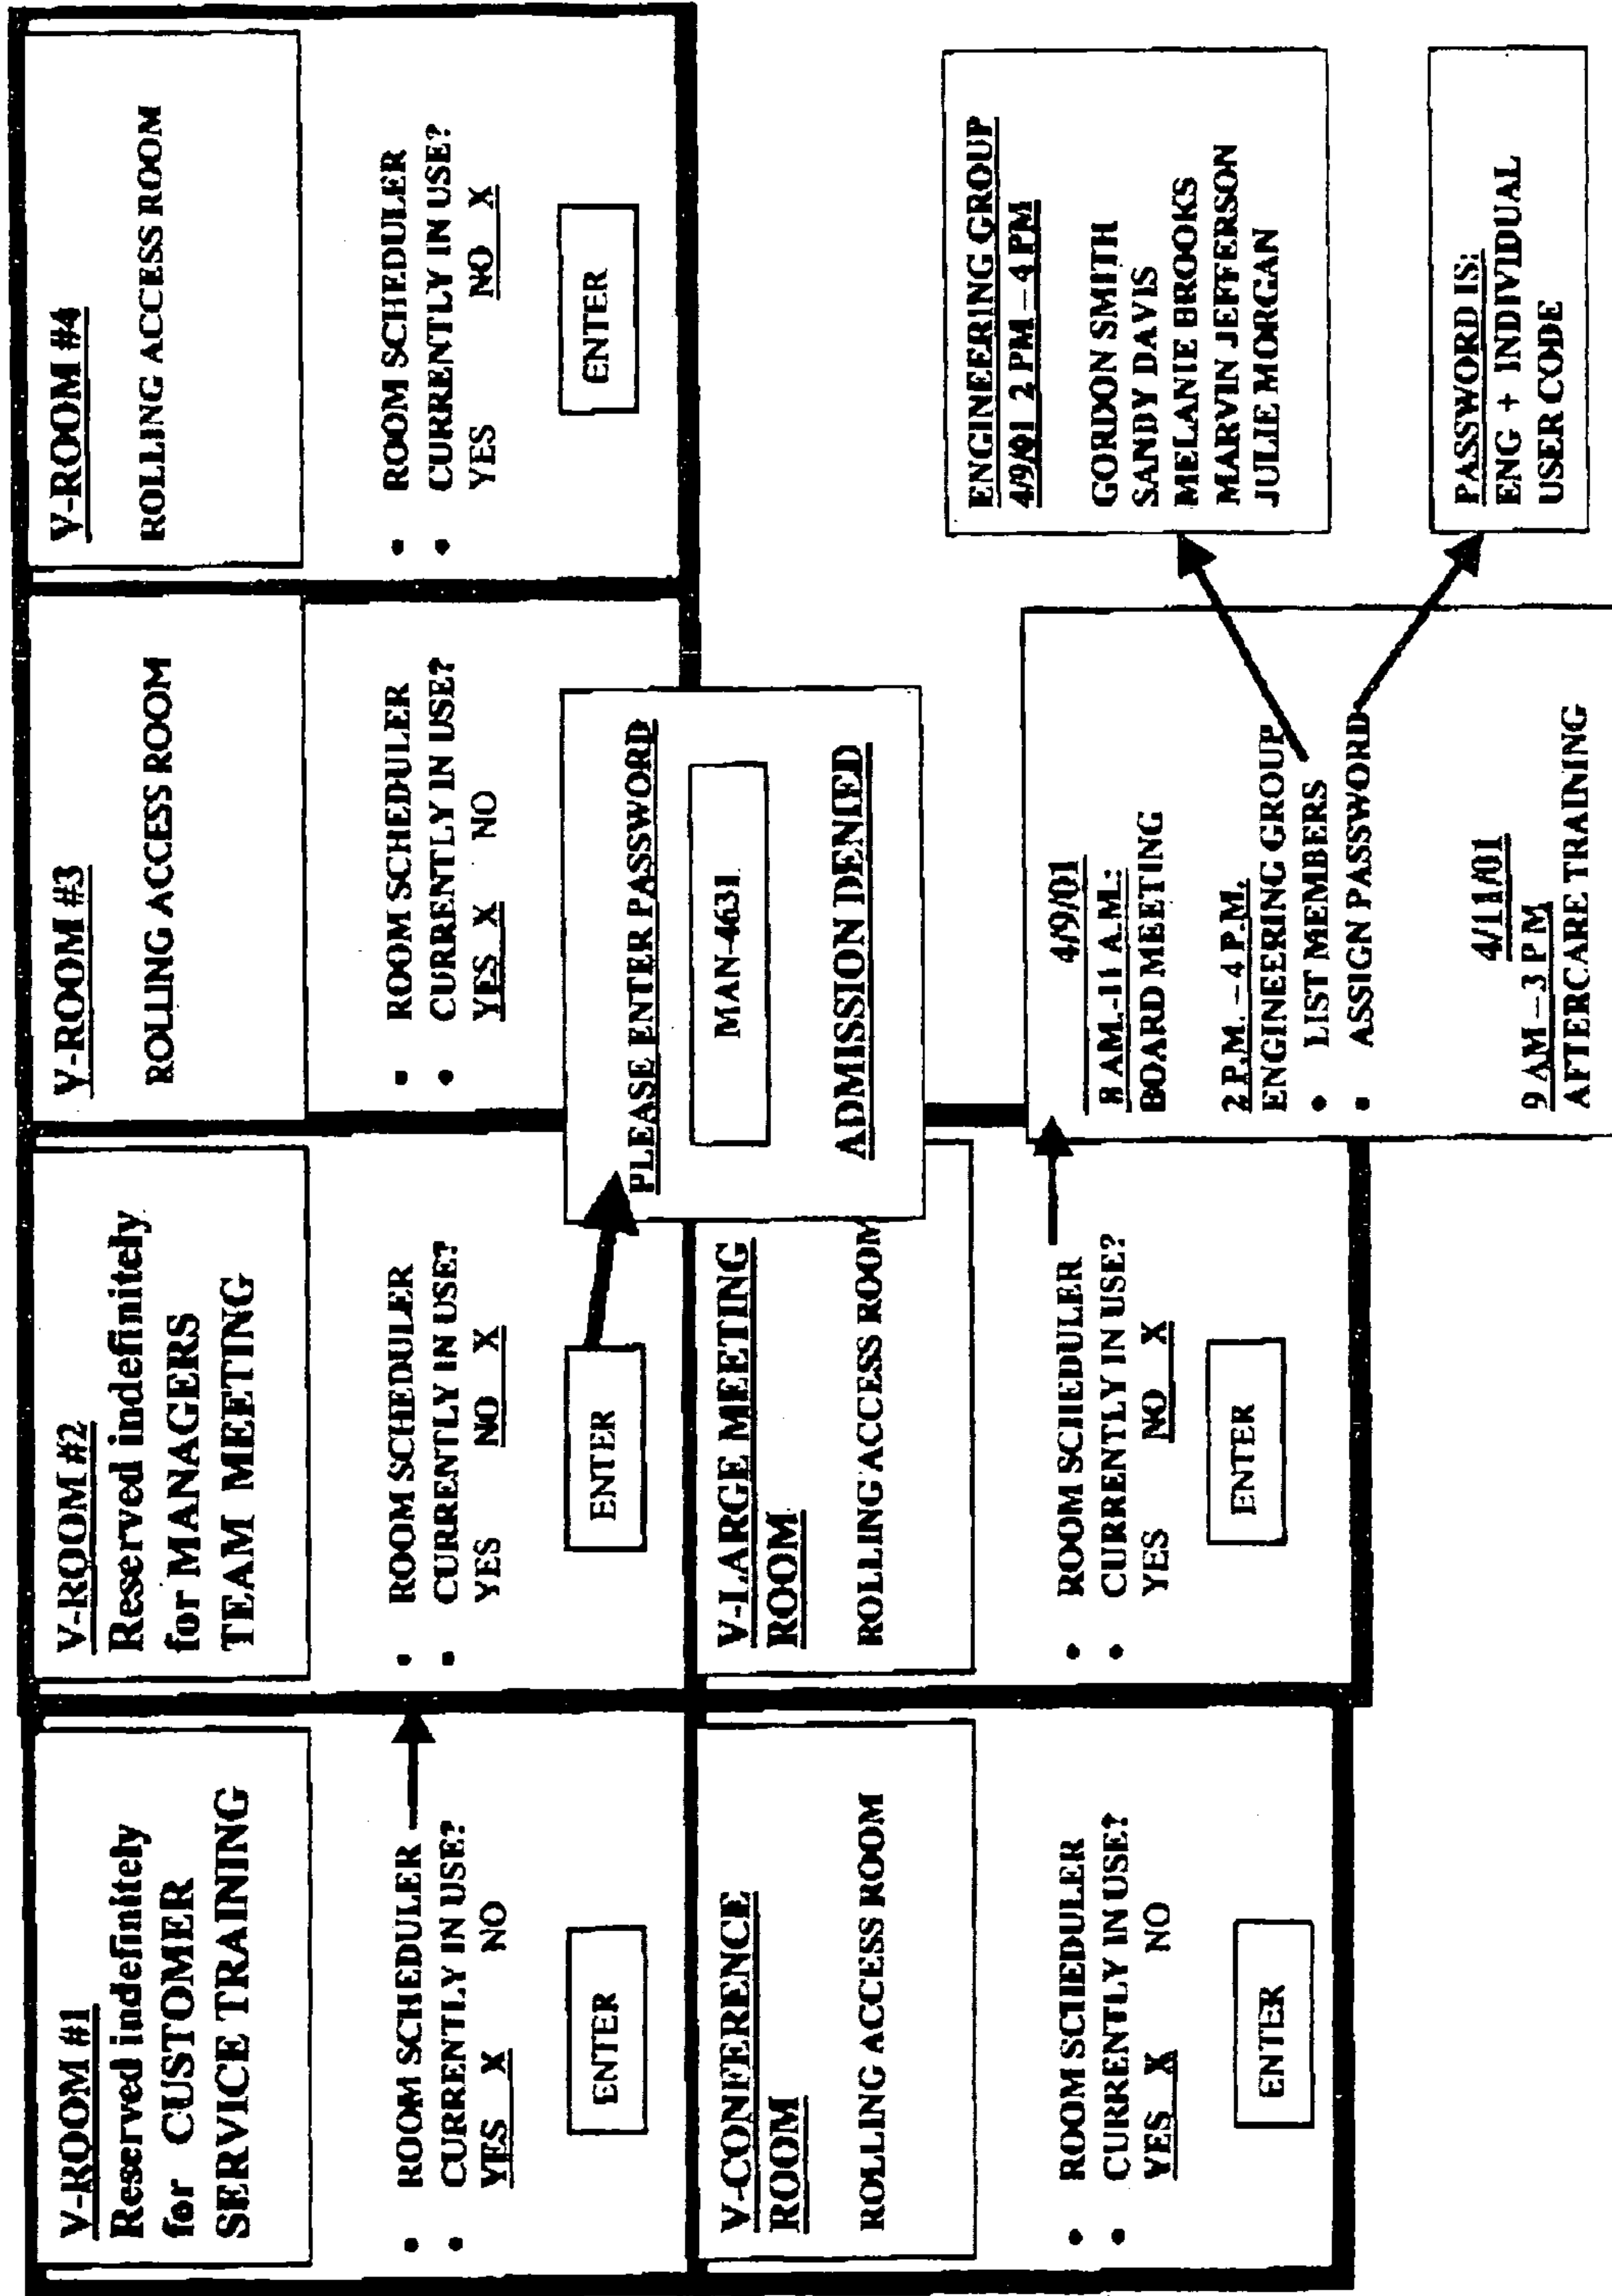 V-ROOM #1
Reserved indefinitely
for CUSTOMER
SERVICE TRAINING
• ROOM SCHEDULER
• CURRENTLY IN USE?
YES X NO
ENTER
V-ROOM #2
Reserved indefinitely
for MANAGERS
TEAM MEETING
• ROOM SCHEDULER
• CURRENTLY IN USE?
YES NO X
ENTER
V-ROOM #3
ROLLING ACCESS ROOM
• ROOM SCHEDULER
• CURRENTLY IN USE?
YES X NO
V-ROOM #4
ROLLING ACCESS ROOM
• ROOM SCHEDULER
• CURRENTLY IN USE?
YES NO X
ENTER
PLEASE ENTER PASSWORD
MAN-4631
ADMISSION DENIED
V-CONFERENCE
ROOM
ROLLING ACCESS ROOM
• ROOM SCHEDULER
• CURRENTLY IN USE?
YES X NO
ENTER
V-LARGE MEETING
ROOM
ROLLING ACCESS ROOM
• ROOM SCHEDULER
• CURRENTLY IN USE?
YES NO X
ENTER
4/9/01
8 AM.-11 A.M.:
BOARD MEETING
2 P.M. – 4 P.M.
ENGINEERING GROUP
• LIST MEMBERS
• ASSIGN PASSWORD
4/11/01
9 AM – 3 PM
AFTERCARE TRAINING
ENGINEERING GROUP
4/9/01 2 PM – 4 PM
GORDON SMITH
SANDY DAVIS
MELANIE BROOKS
MARVIN JEFFERSON
JULIE MORGAN
PASSWORD IS:
ENG + INDIVIDUAL
USER CODE